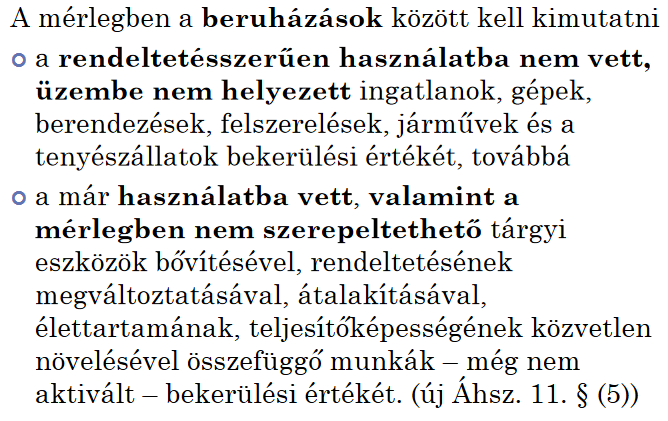 A mérlegben a beruházások között kell kimutatni
a rendeltetésszerűen használatba nem vett,
üzembe nem helyezett ingatlanok, gépek,
berendezések, felszerelések, járművek és a
tenyészállatok bekerülési értékét, továbbá
a már használatba vett, valamint a
mérlegben nem szerepeltethető tárgyi
eszközök bővítésével, rendeltetésének
megváltoztatásával, átalakításával,
élettartamának, teljesítőképességének közvetlen
növelésével összefüggő munkák – még nem
aktivált – bekerülési értékét. (új Áhsz. 11. § (5))